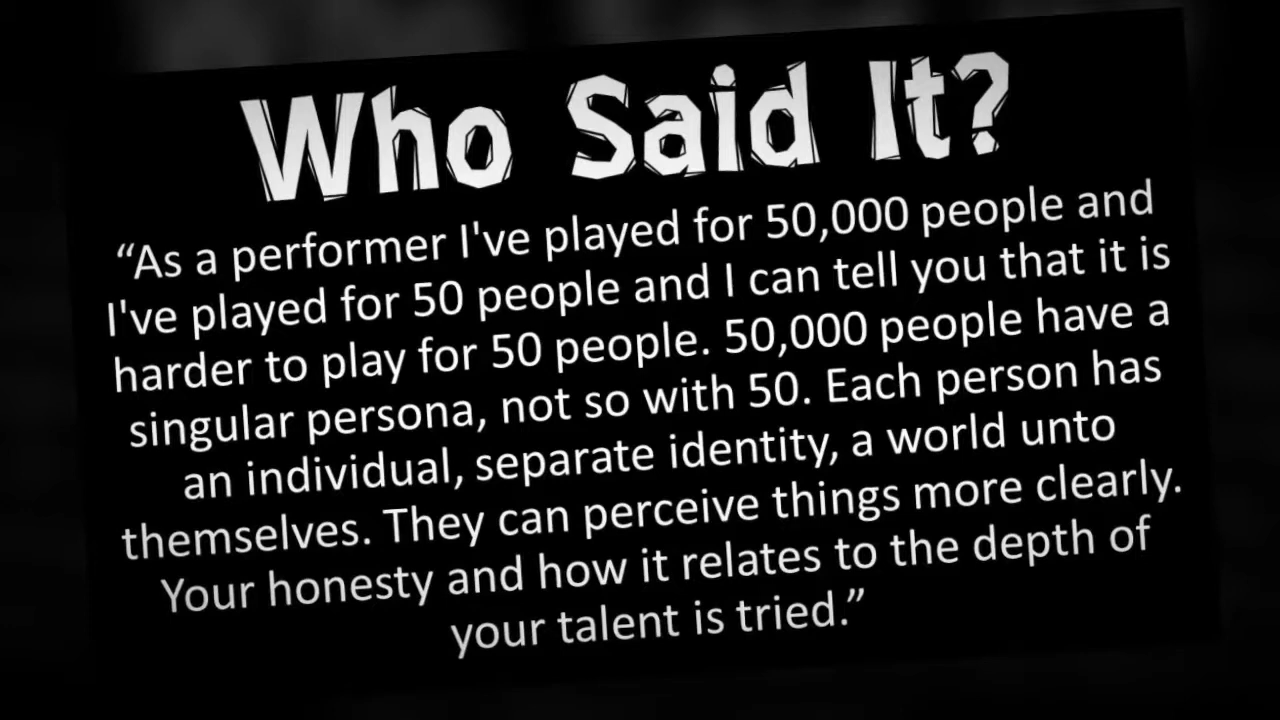 Who Said It?
“As a performer I've played for 50,000 people and
I've played for 50 people and I can tell you that it is
harder to play for 50 people. 50,000 people have a
singular persona, not so with 50. Each person has
an individual, separate identity, a world unto
themselves. They can perceive things more clearly.
Your honesty and how it relates to the depth of
your talent is tried.”